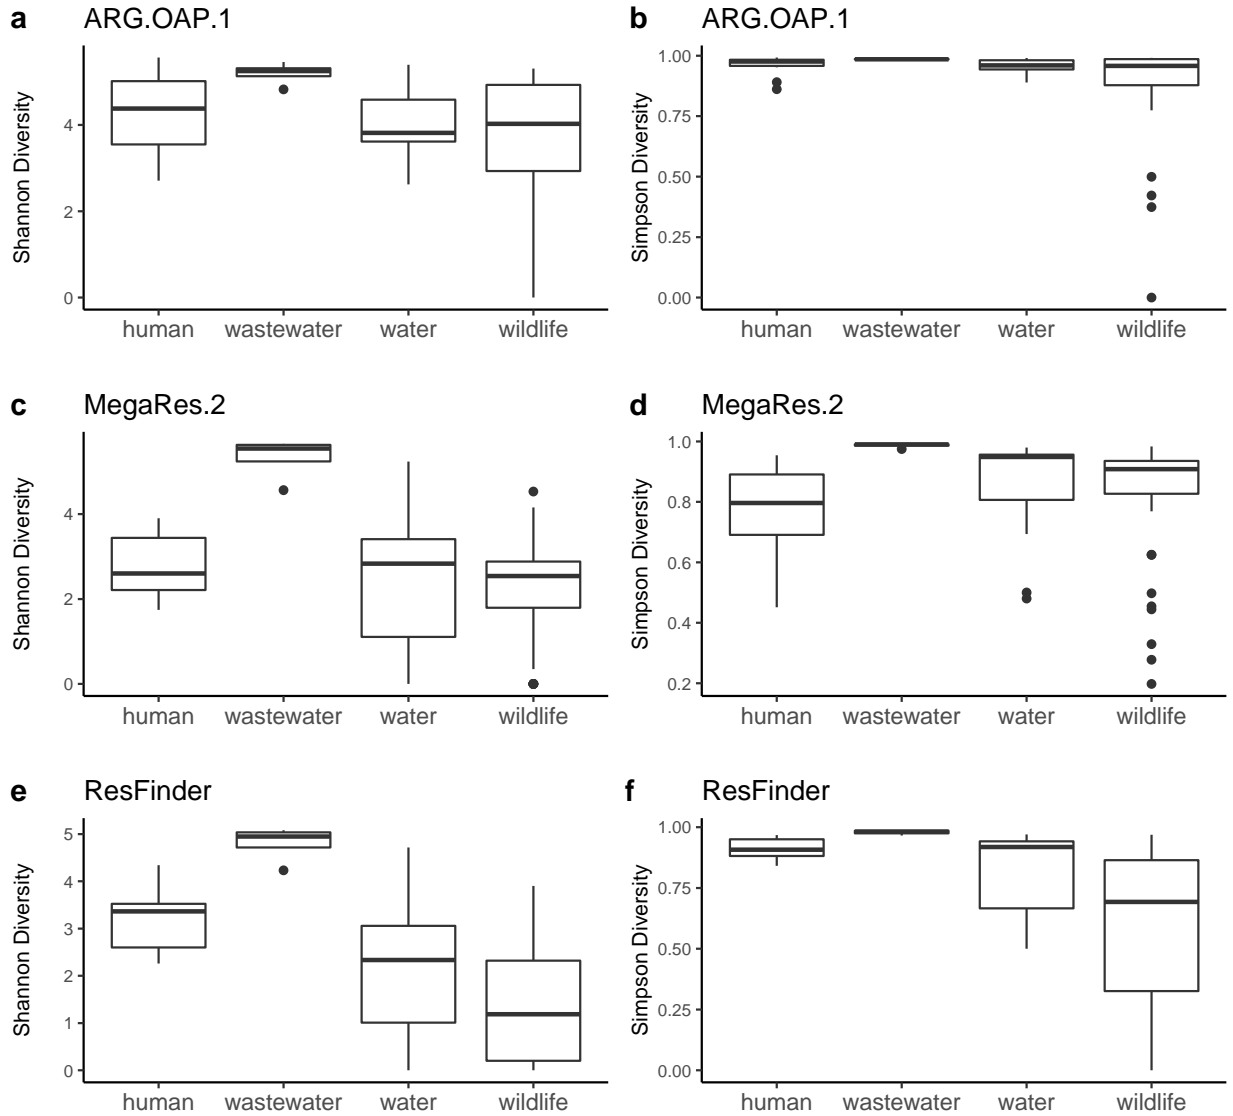 a ARG.OAP.1
Shannon Diversity
4
2
0
human wastewater water wildlife
b ARG.OAP.1
Simpson Diversity
1.00
0.75
0.50
0.25
0.00
human wastewater water wildlife
c MegaRes.2
Shannon Diversity
4
2
0
human wastewater water wildlife
d MegaRes.2
Simpson Diversity
1.0
0.8
0.6
0.4
0.2
human wastewater water wildlife
e ResFinder
Shannon Diversity
5
4
3
2
1
0
human wastewater water wildlife
f ResFinder
Simpson Diversity
1.00
0.75
0.50
0.25
0.00
human wastewater water wildlife